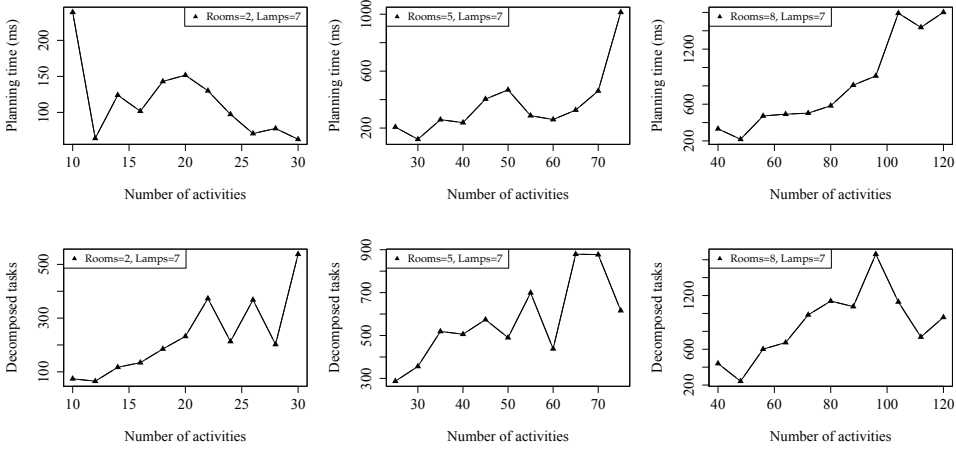 Rooms=2, Lamps=7
Planning time (ms)
50 150 200
100 150 200
10 15 20 25 30
Number of activities
Rooms=5, Lamps=7
Planning time (ms)
200 600 1000
30 40 50 60 70
Number of activities
Rooms=8, Lamps=7
Planning time (ms)
200 600 1200 1600
40 60 80 100 120
Number of activities
Rooms=2, Lamps=7
Decomposed tasks
100 300 500
10 15 20 25 30
Number of activities
Rooms=5, Lamps=7
Decomposed tasks
300 500 700 900
30 40 50 60 70
Number of activities
Rooms=8, Lamps=7
Decomposed tasks
200 600 1200
40 60 80 100 120
Number of activities